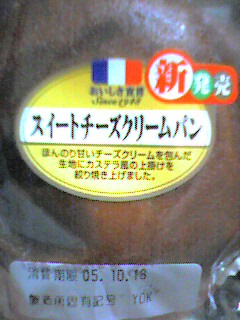 新発売
おいしさ宣言
Since 1948
スイートチーズクリームパン
ほんのり甘いチーズクリームを包んだ
生地にカステラ風の上掛けを
絞り焼き上げました。
消費期限 05.10.16
製造所固有記号 YOK